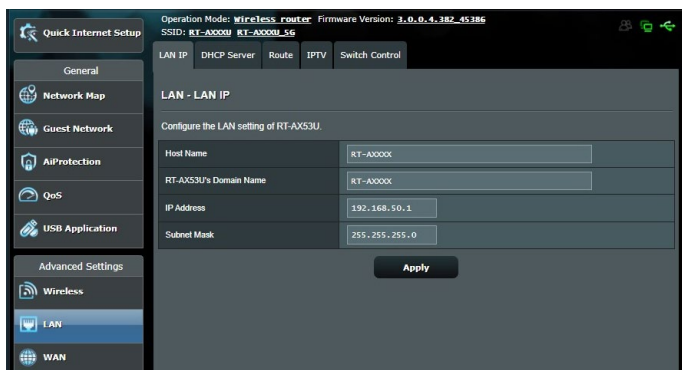 Quick Internet Setup
General
Network Map
Guest Network
AiProtection
QoS
USB Application
Advanced Settings
Wireless
LAN
WAN
Operation Mode: Wireless router Firmware Version: 3.0.0.4.382_45386
SSID: RT-AXXXU RT-AXXXU_5G
LAN IP DHCP Server Route IPTV Switch Control
LAN - LAN IP
Configure the LAN setting of RT-AX53U.
Host Name RT-AXXXX
RT-AX53U's Domain Name RT-AXXXX
IP Address 192.168.50.1
Subnet Mask 255.255.255.0
Apply